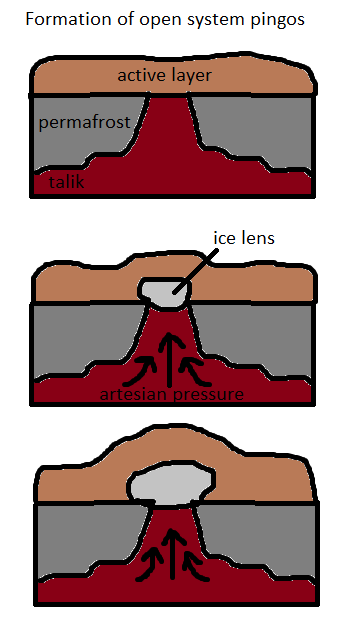 Formation of open system pingos
active layer
permafrost
talik
ice lens
artesian pressure